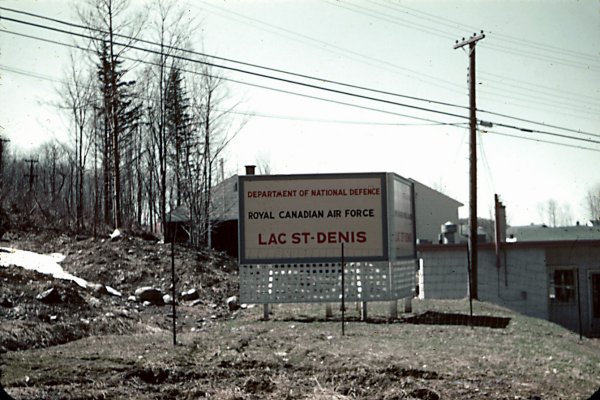 DEPARTMENT OF NATIONAL DEFENCE
ROYAL CANADIAN AIR FORCE
LAC ST-DENIS